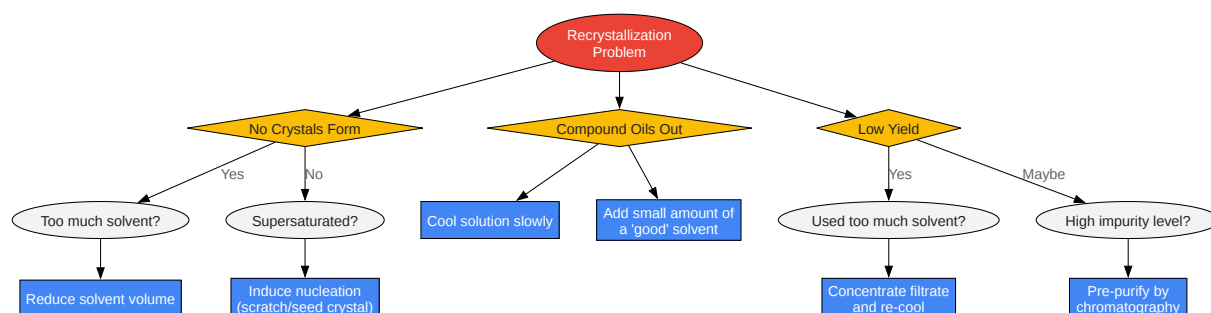 Recrystallization
Problem
No Crystals Form
Compound Oils Out
Low Yield
Yes
No
Yes
Maybe
Too much solvent?
Supersaturated?
Cool solution slowly
Add small amount of
a 'good' solvent
Used too much solvent?
High impurity level?
Reduce solvent volume
Induce nucleation
(scratch/seed crystal)
Concentrate filtrate
and re-cool
Pre-purify by
chromatography